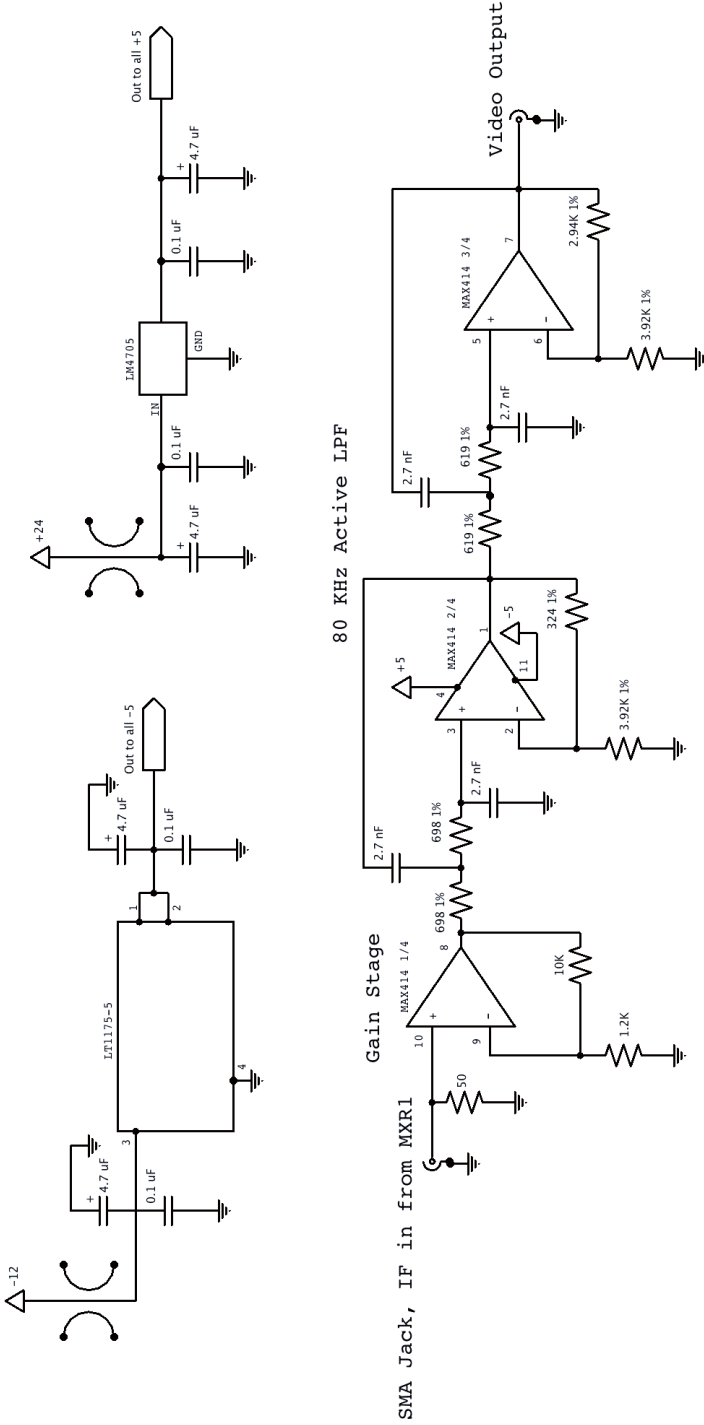 -12
+
4.7 uF
0.1 uF
3
LT1175-5
4
1
2
+
4.7 uF
0.1 uF
Out to all -5
+24
+
4.7 uF
0.1 uF
IN
LM4705
GND
0.1 uF
+
4.7 uF
Out to all +5
80 KHz Active LPF
Gain Stage
SMA Jack, IF in from MXR1
50
10
9
+
-
MAX414 1/4
8
10K
1.2K
698 1%
698 1%
2.7 nF
2.7 nF
3
2
+
-
MAX414 2/4
+5
4
1
11
-5
324 1%
3.92K 1%
619 1%
619 1%
2.7 nF
2.7 nF
5
6
+
-
MAX414 3/4
7
2.94K 1%
3.92K 1%
Video Output